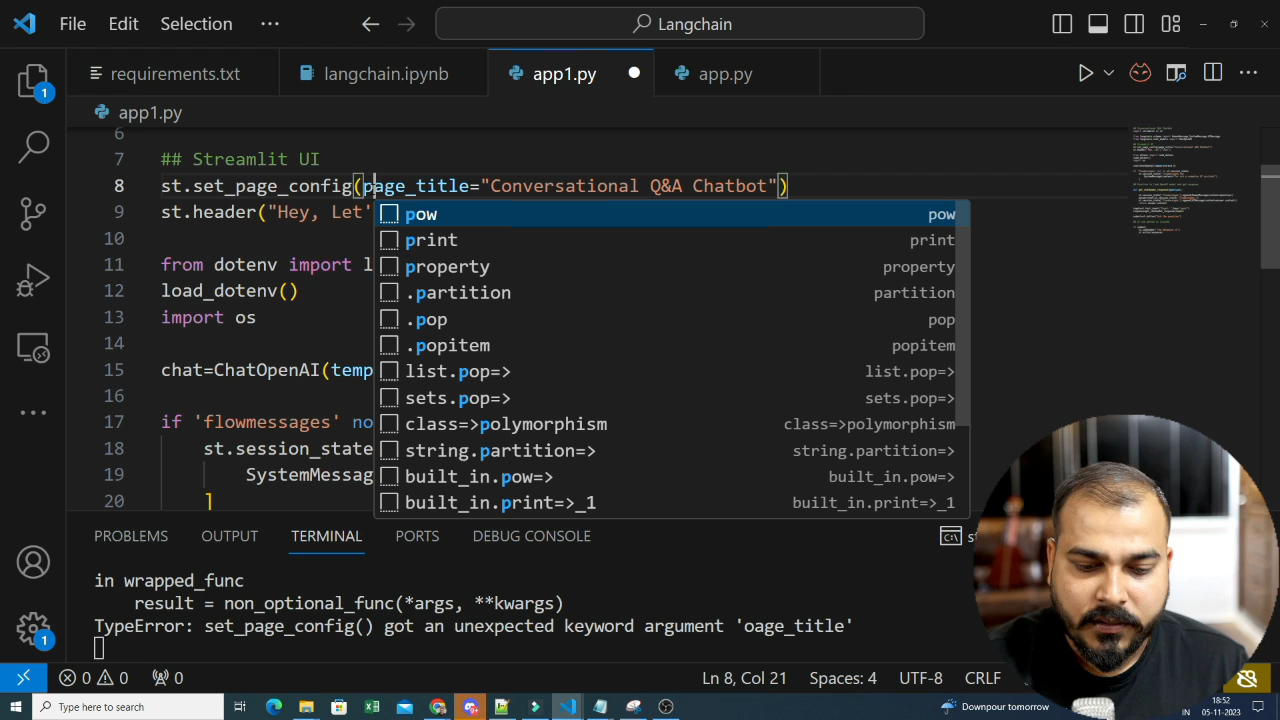 File Edit Selection ··· Langchain
requirements.txt langchain.ipynb app1.py app.py
app1.py
6
7 ## Streamlit UI
8 st.set_page_config(page_title="Conversational Q&A Chatbot")
9 st.header("Hey, Let'
pow pow
10 print print
11 from dotenv import l property property
12 load_dotenv() .partition partition
13 import os .pop pop
14 .popitem popitem
15 chat=ChatOpenAI(temp list.pop=> list.pop=>
16 sets.pop=> sets.pop=>
17 if 'flowmessages' no class=>polymorphism class=>polymorphism
18 st.session_state string.partition=> string.partition=>
19 SystemMessag built_in.pow=> built_in.pow=>
20 ] built_in.print=>_1 built_in.print=>_1
PROBLEMS OUTPUT TERMINAL PORTS DEBUG CONSOLE
in wrapped_func
result = non_optional_func(*args, **kwargs)
TypeError: set_page_config() got an unexpected keyword argument 'oage_title'
0 0 0 Ln 8, Col 21 Spaces: 4 UTF-8 CRLF
Type here to search Downpour tomorrow IN 18:52
05-11-2023